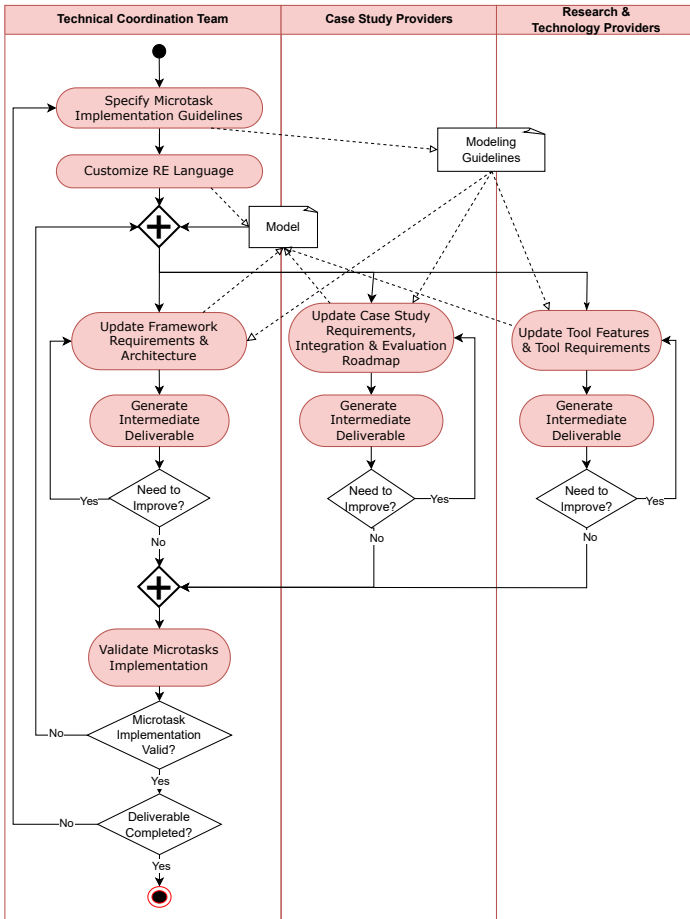 Technical Coordination Team
Case Study Providers
Research &
Technology Providers
Specify Microtask
Implementation Guidelines
Modeling
Guidelines
Customize RE Language
Model
Update Framework
Requirements &
Architecture
Update Case Study
Requirements,
Integration & Evaluation
Roadmap
Update Tool Features
& Tool Requirements
Generate
Intermediate
Deliverable
Generate
Intermediate
Deliverable
Generate
Intermediate
Deliverable
Need to
Improve?
Yes
No
Need to
Improve?
Yes
No
Need to
Improve?
Yes
No
Validate Microtasks
Implementation
Microtask
Implementation
Valid?
No
Yes
Deliverable
Completed?
No
Yes